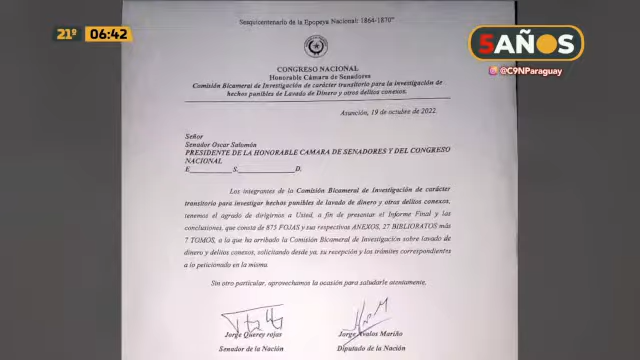 21º 06:42
5AÑOS
@C9NParaguay
Sesquicentenario de la Epopeya Nacional: 1864-1870"
CONGRESO NACIONAL
Honorable Cámara de Senadores
Comisión Bicameral de Investigación de carácter transitorio para la investigación de
hechos punibles de Lavado de Dinero y otros delitos conexos.
Asunción, 19 de octubre de 2022.
Señor
Senador Oscar Salomón
PRESIDENTE DE LA HONORABLE CAMARA DE SENADORES Y DEL CONGRESO
NACIONAL
E__________S.__________________D.
Los integrantes de la Comisión Bicameral de Investigación de carácter
transitorio para investigar hechos punibles de lavado de dinero y otros delitos conexos,
tenemos el agrado de dirigirnos a Usted, a fin de presentar el Informe Final y las
conclusiones, que consta de 875 FOJAS y sus respectivos ANEXOS, 27 BIBLIORATOS más
7 TOMOS, a la que ha arribado la Comisión Bicameral de Investigación sobre lavado de
dinero y delitos conexos, solicitando desde ya, su recepción y los trámites correspondientes
a lo peticionado en la misma.
Sin otro particular, aprovechamos la ocasión para saludarle atentamente.
Jorge Querey rojas
Jorge Avalos Mariño
Senador de la Nación
Diputado de la Nación